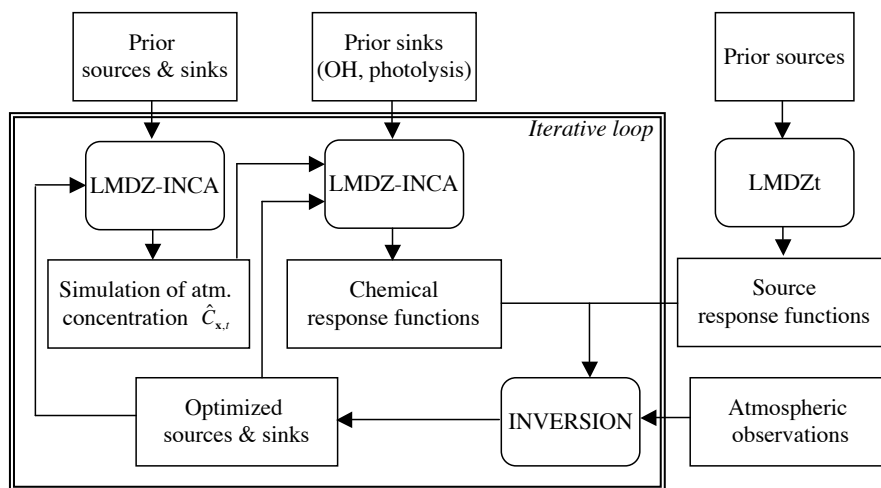 Prior
sources & sinks
Prior sinks
(OH, photolysis)
Prior sources
Iterative loop
LMDZ-INCA
LMDZ-INCA
LMDZt
Simulation of atm.
concentration Ĉx,t
Chemical
response functions
Source
response functions
Optimized
sources & sinks
INVERSION
Atmospheric
observations